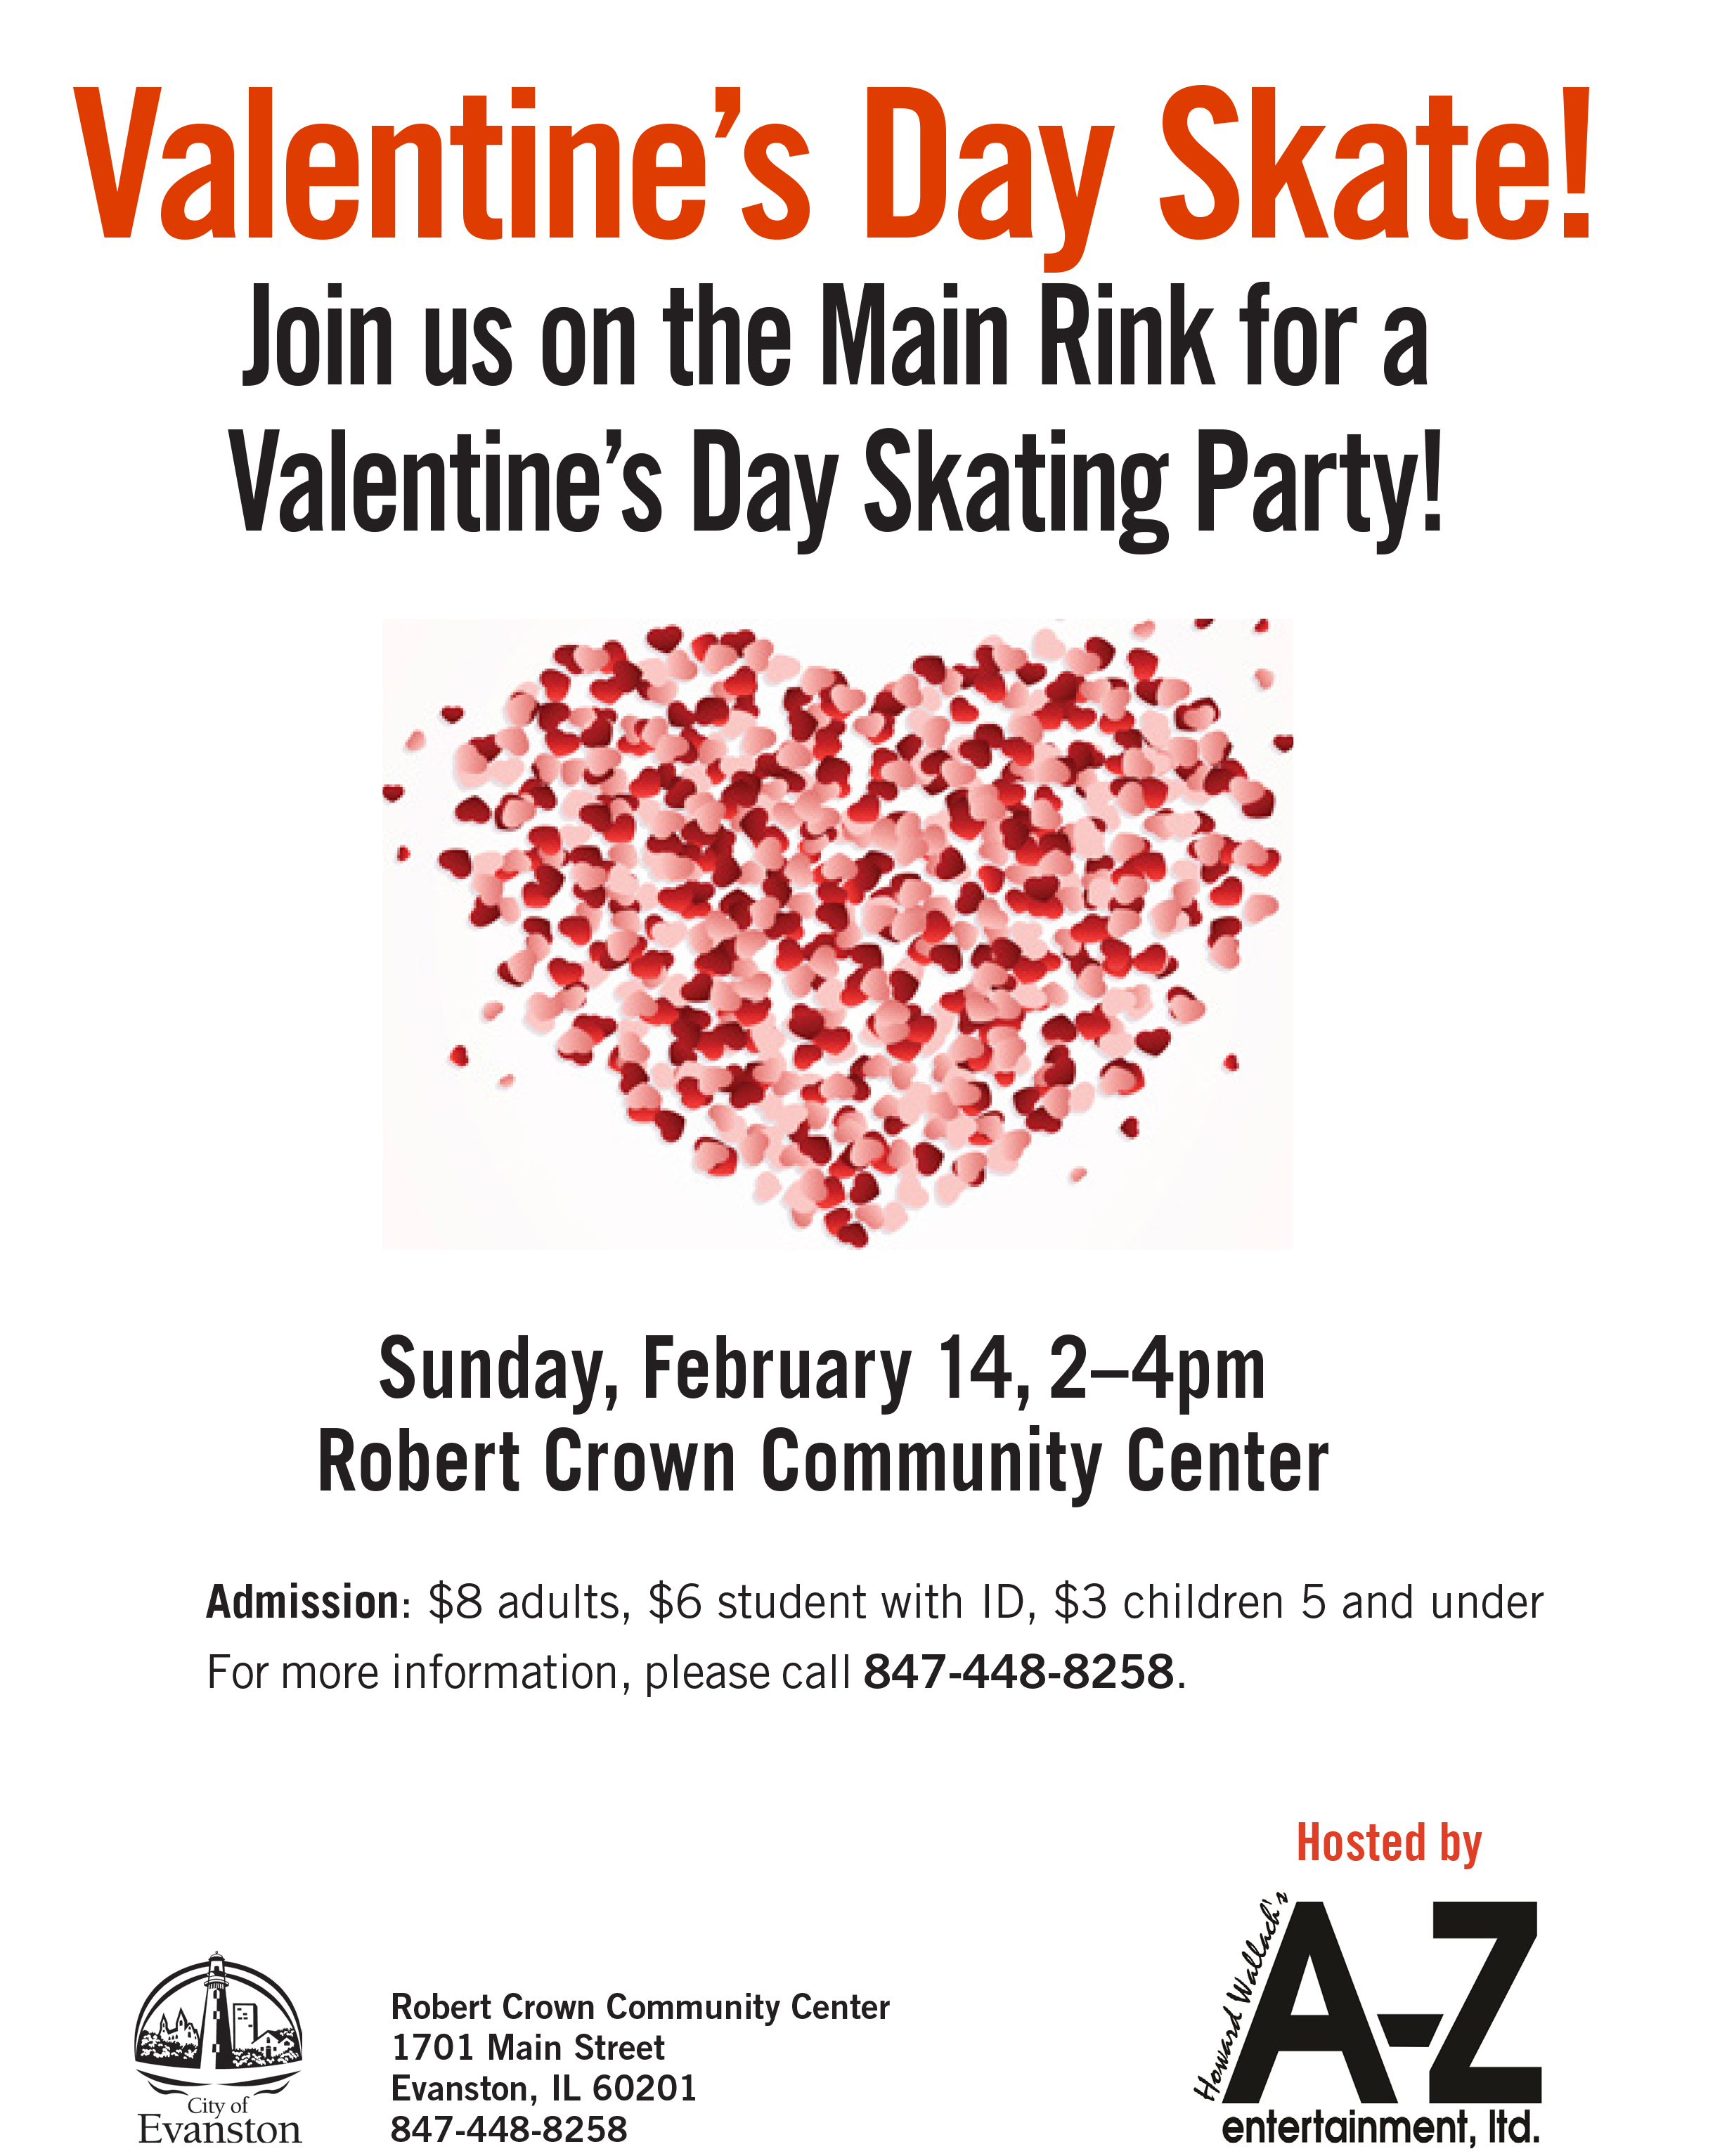 Valentine’s Day Skate!
Join us on the Main Rink for a
Valentine’s Day Skating Party!
Sunday, February 14, 2–4pm
Robert Crown Community Center
Admission: $8 adults, $6 student with ID, $3 children 5 and under
For more information, please call 847-448-8258.
Hosted by
Howard Wallach's
A-Z
entertainment, ltd.
City of
Evanston
Robert Crown Community Center
1701 Main Street
Evanston, IL 60201
847-448-8258